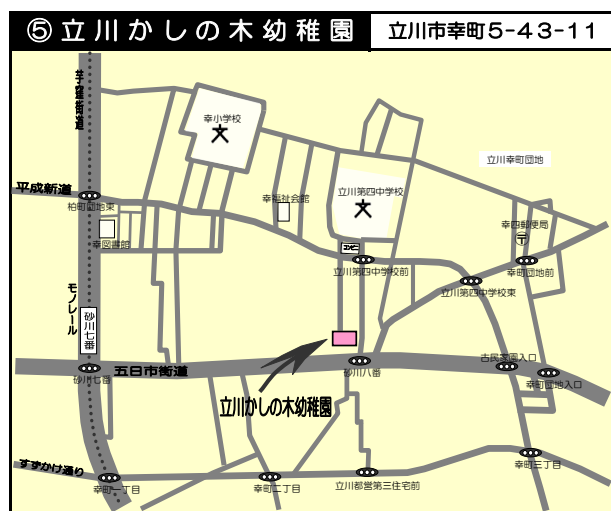 ⑤立川かしの木幼稚園
立川市幸町5-43-11
芋窪街道
幸小学校
立川幸町団地
平成新道
柏町団地東
幸福祉会館
立川第四中学校
幸図書館
幸四郵便局
〒
コンビニ
立川第四中学校前
幸町団地前
立川第四中学校東
モノレール
砂川七番
古民家園入口
五日市街道
砂川七番
砂川八番
幸町団地入口
立川かしの木幼稚園
すずかけ通り
幸町一丁目
幸町二丁目
立川都営第三住宅前
幸町三丁目